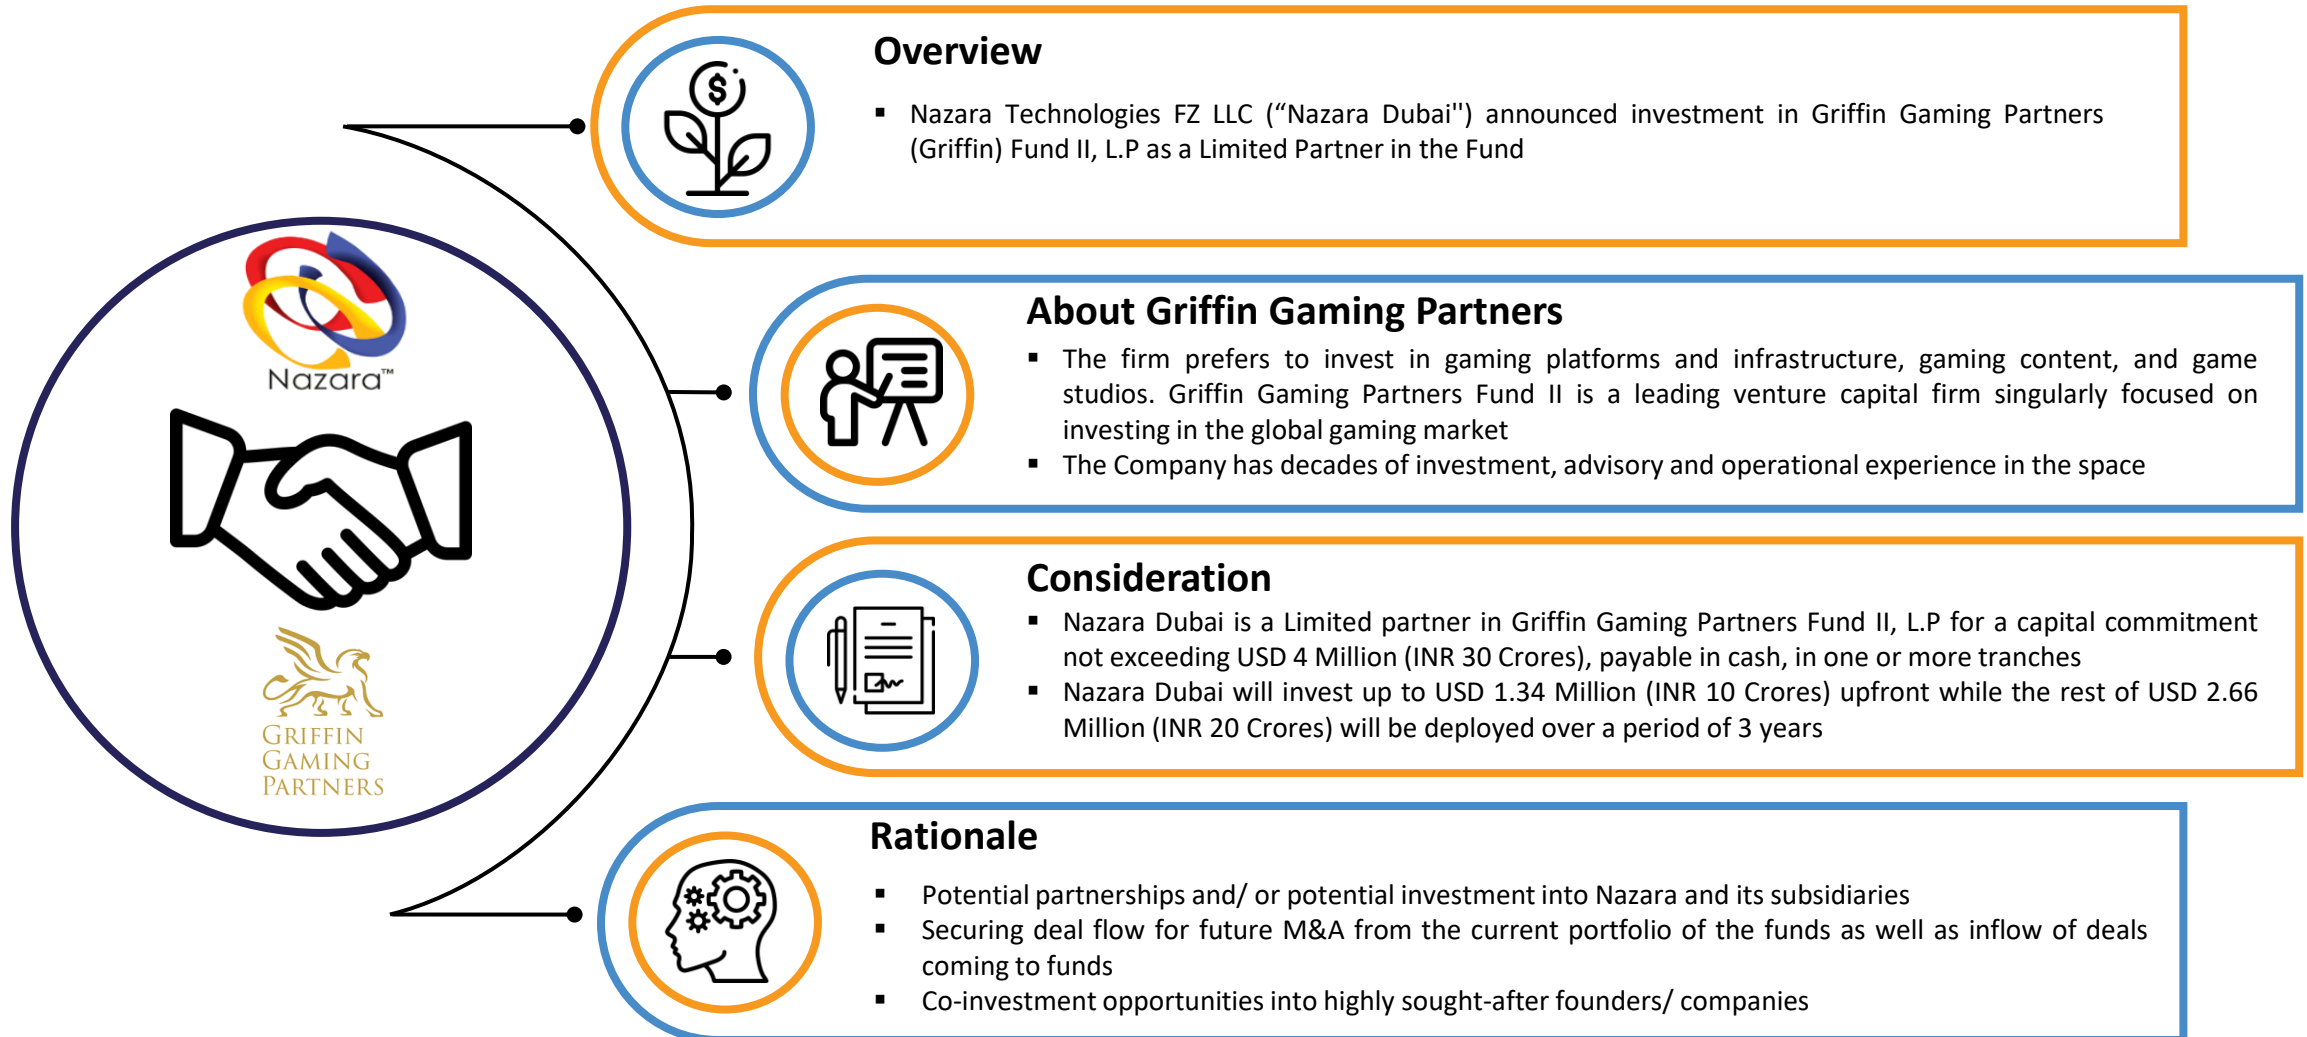 Overview
▪ Nazara Technologies FZ LLC (“Nazara Dubai") announced investment in Griffin Gaming Partners
(Griffin) Fund II, L.P as a Limited Partner in the Fund
Nazara™
GRIFFIN
GAMING
PARTNERS
About Griffin Gaming Partners
▪ The firm prefers to invest in gaming platforms and infrastructure, gaming content, and game
studios. Griffin Gaming Partners Fund II is a leading venture capital firm singularly focused on
investing in the global gaming market
▪ The Company has decades of investment, advisory and operational experience in the space
Consideration
▪ Nazara Dubai is a Limited partner in Griffin Gaming Partners Fund II, L.P for a capital commitment
not exceeding USD 4 Million (INR 30 Crores), payable in cash, in one or more tranches
▪ Nazara Dubai will invest up to USD 1.34 Million (INR 10 Crores) upfront while the rest of USD 2.66
Million (INR 20 Crores) will be deployed over a period of 3 years
Rationale
▪ Potential partnerships and/ or potential investment into Nazara and its subsidiaries
▪ Securing deal flow for future M&A from the current portfolio of the funds as well as inflow of deals
coming to funds
▪ Co-investment opportunities into highly sought-after founders/ companies